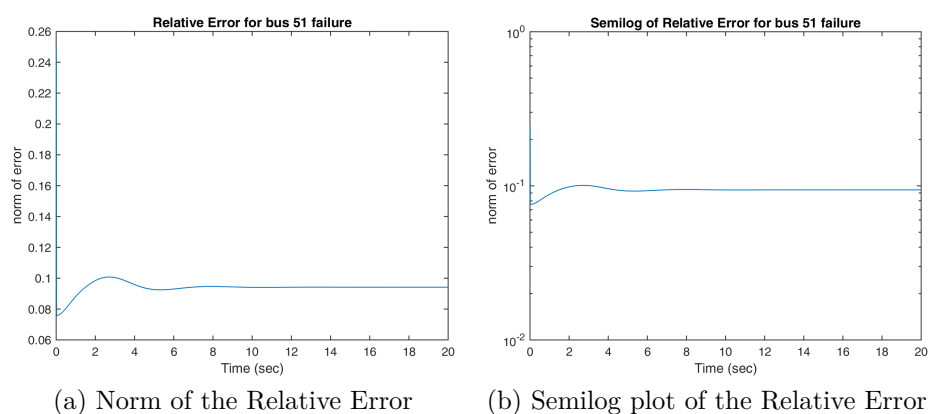 Relative Error for bus 51 failure
0.26
0.24
0.22
0.2
0.18
0.16
0.14
0.12
0.1
0.08
0.06
norm of error
0 2 4 6 8 10 12 14 16 18 20
Time (sec)
(a) Norm of the Relative Error
Semilog of Relative Error for bus 51 failure
10^0
10^-1
10^-2
norm of error
0 2 4 6 8 10 12 14 16 18 20
Time (sec)
(b) Semilog plot of the Relative Error